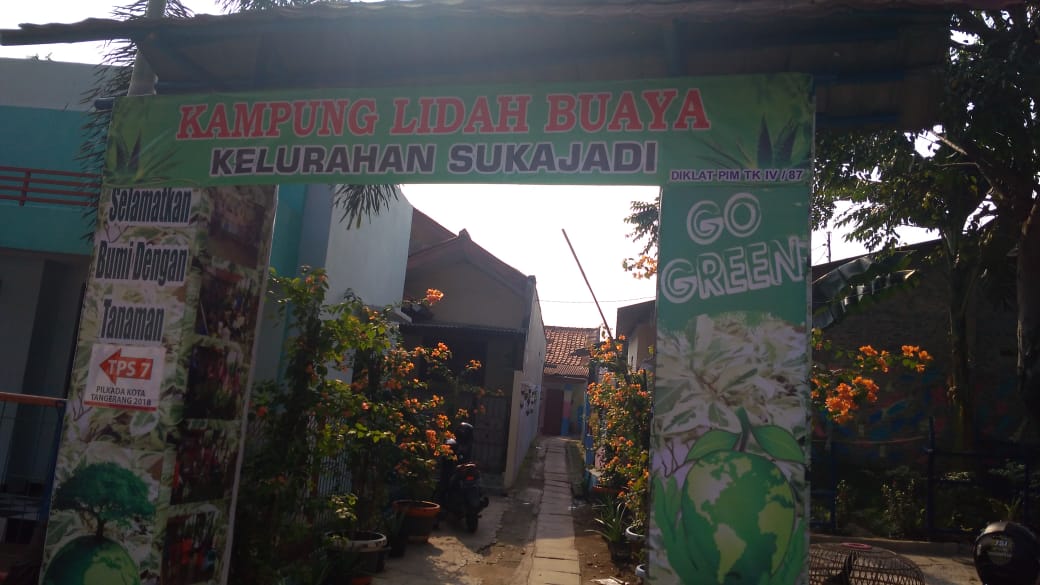 KAMPUNG LIDAH BUAYA
KELURAHAN SUKAJADI
DIKLAT PIM TK IV / 87
Selamatkan
Bumi Dengan
Tanaman
TPS 7
PILKADA KOTA
TANGERANG 2018
GO
GREEN